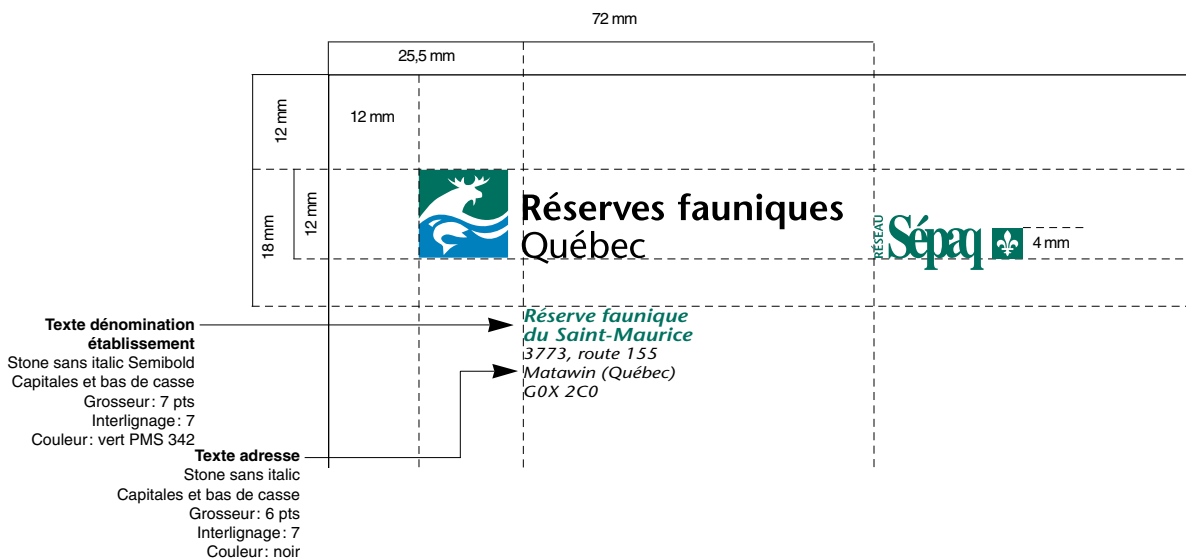 72 mm
25,5 mm
12 mm
12 mm
18 mm
12 mm
Réserves fauniques
Québec
RÉSEAU
Sépaq
4 mm
Texte dénomination
établissement
Stone sans italic Semibold
Capitales et bas de casse
Grosseur : 7 pts
Interlignage : 7
Couleur : vert PMS 342
Réserve faunique
du Saint-Maurice
3773, route 155
Matawin (Québec)
G0X 2C0
Texte adresse
Stone sans italic
Capitales et bas de casse
Grosseur : 6 pts
Interlignage : 7
Couleur : noir